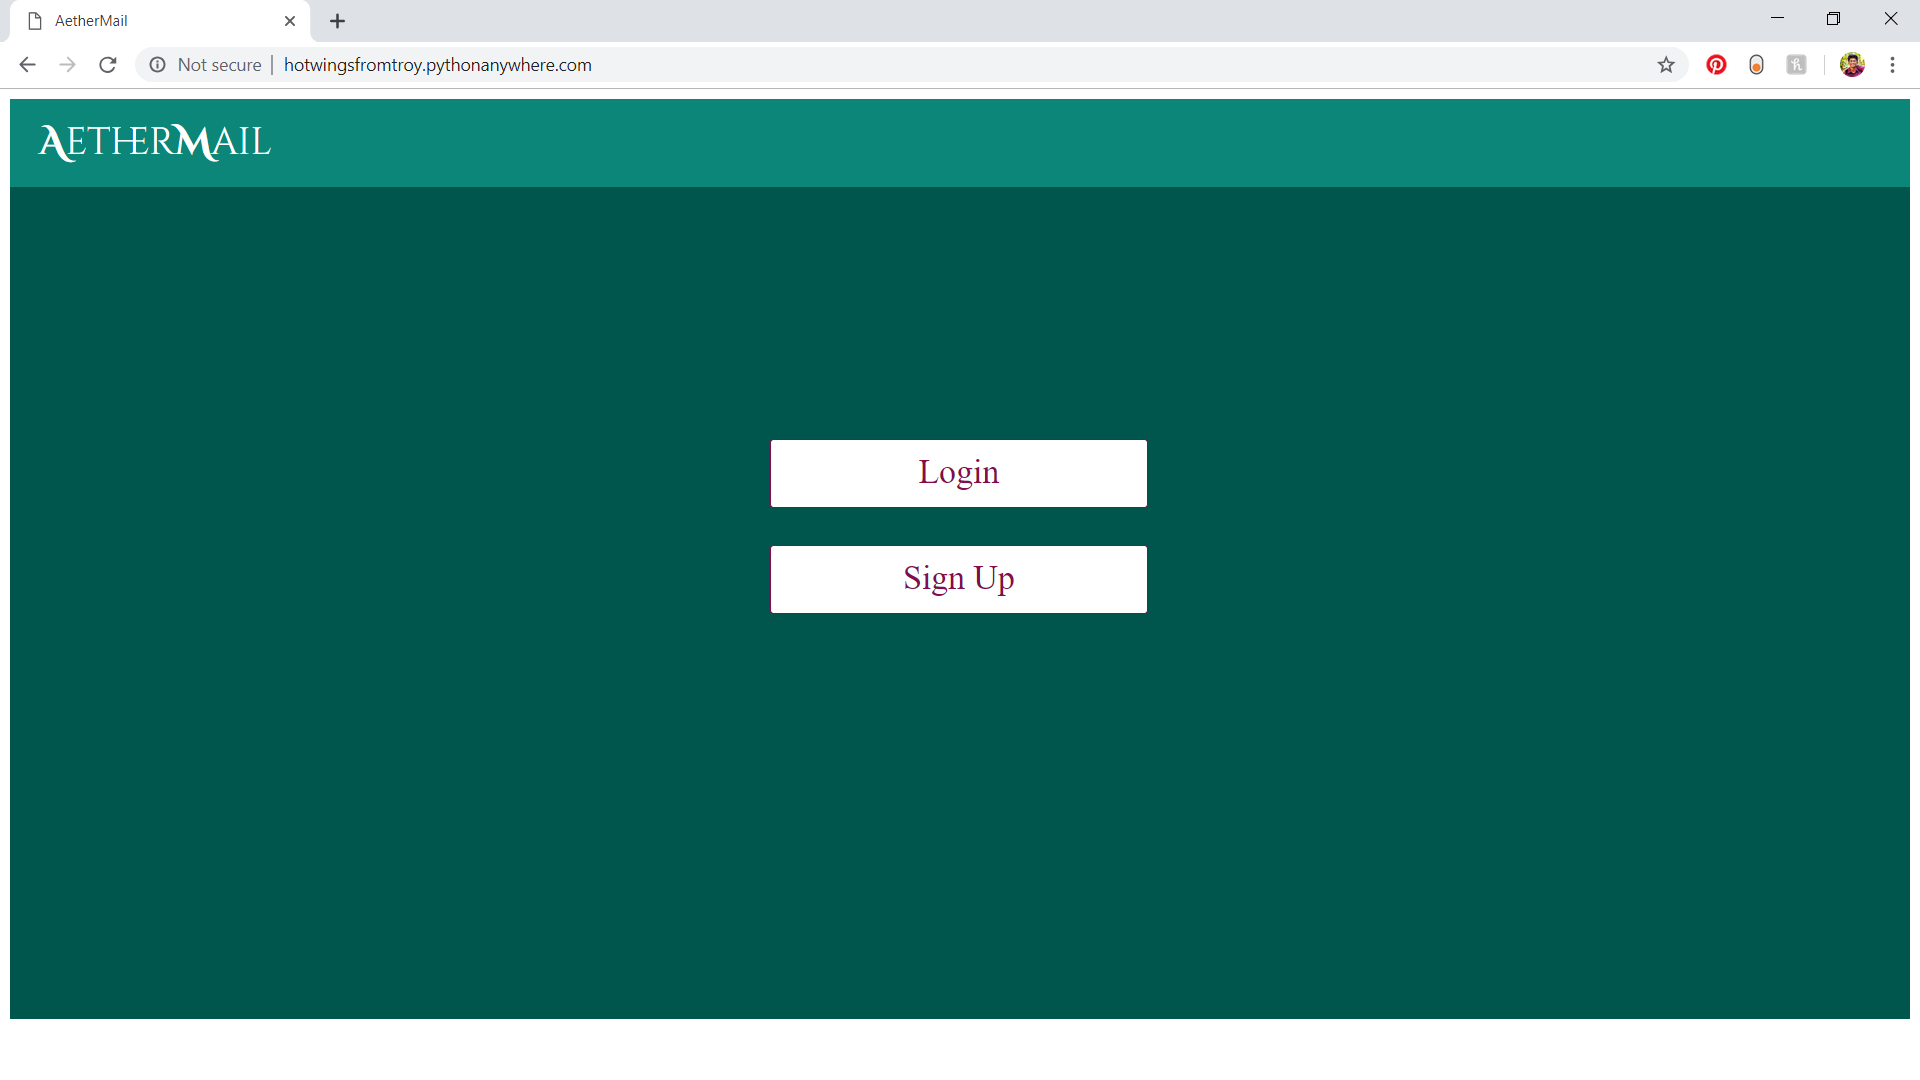 AetherMail
Not secure | hotwingsfromtroy.pythonanywhere.com
AETHERMAIL
Login
Sign Up